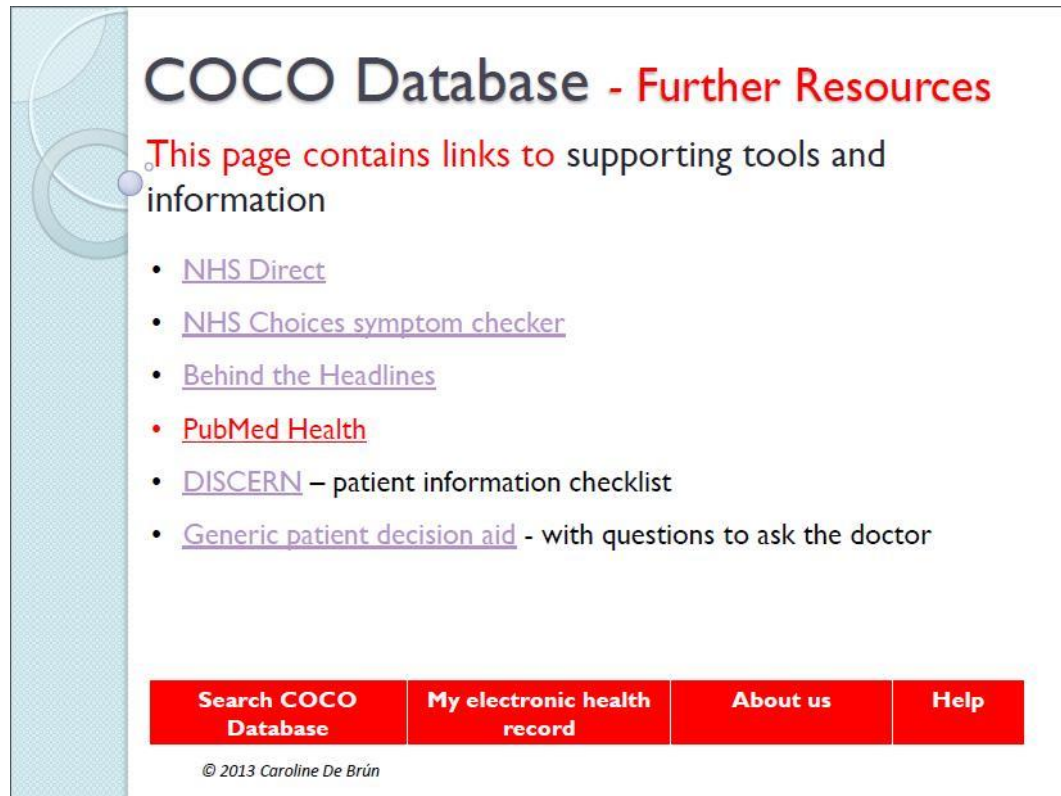 COCO Database - Further Resources
This page contains links to supporting tools and
information
• NHS Direct
• NHS Choices symptom checker
• Behind the Headlines
• PubMed Health
• DISCERN – patient information checklist
• Generic patient decision aid - with questions to ask the doctor
Search COCO Database
My electronic health record
About us
Help
© 2013 Caroline De Brún